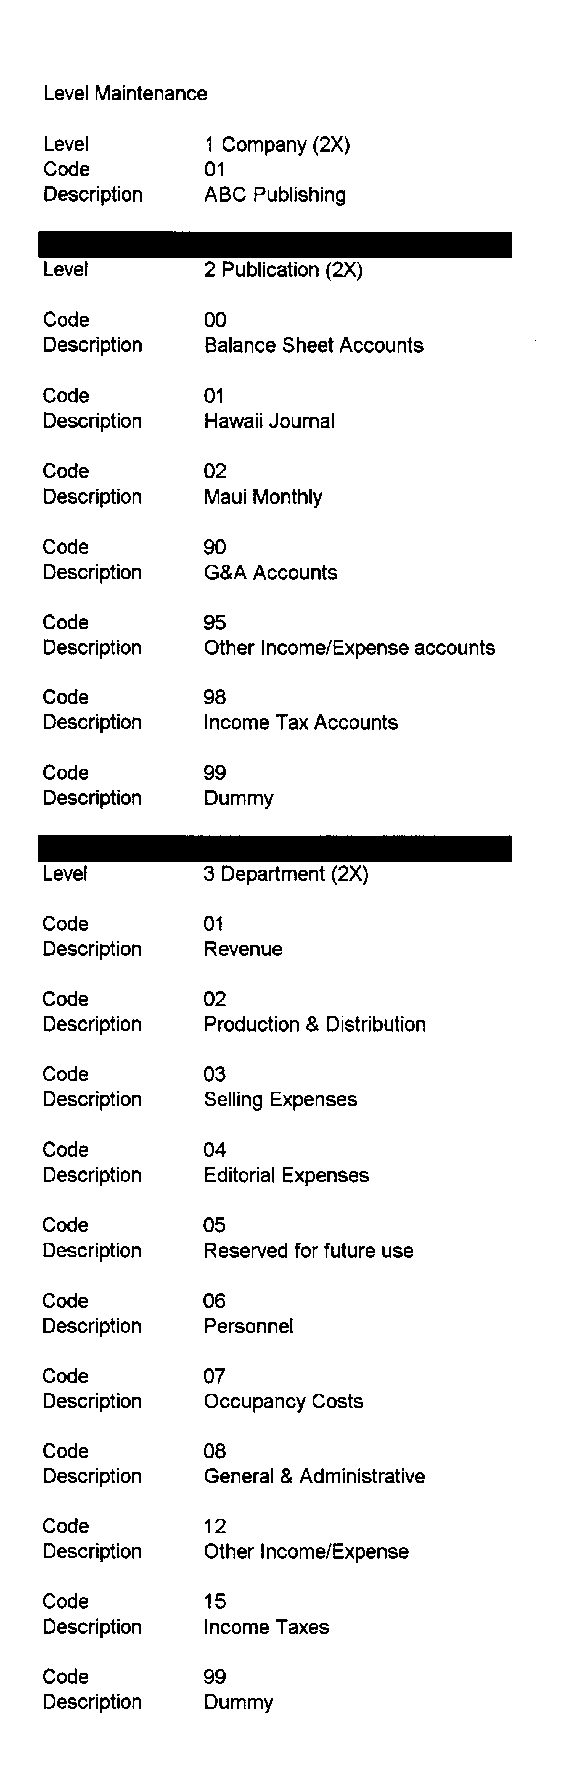 Level Maintenance
Level 1 Company (2X)
Code 01
Description ABC Publishing
Level 2 Publication (2X)
Code 00
Description Balance Sheet Accounts
Code 01
Description Hawaii Journal
Code 02
Description Maui Monthly
Code 90
Description G&A Accounts
Code 95
Description Other Income/Expense accounts
Code 98
Description Income Tax Accounts
Code 99
Description Dummy
Level 3 Department (2X)
Code 01
Description Revenue
Code 02
Description Production & Distribution
Code 03
Description Selling Expenses
Code 04
Description Editorial Expenses
Code 05
Description Reserved for future use
Code 06
Description Personnel
Code 07
Description Occupancy Costs
Code 08
Description General & Administrative
Code 12
Description Other Income/Expense
Code 15
Description Income Taxes
Code 99
Description Dummy